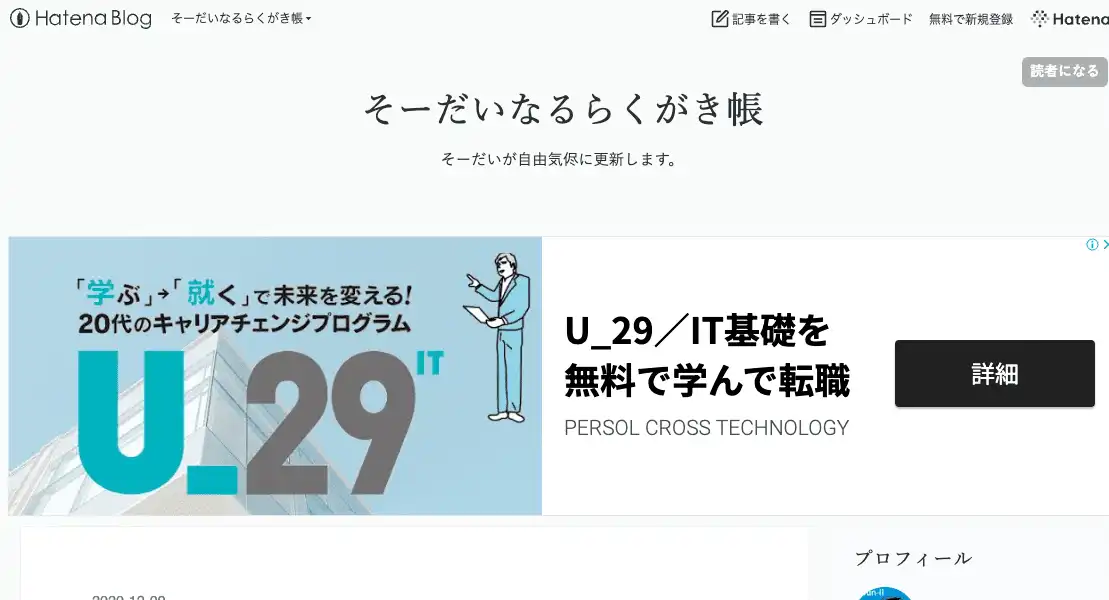 Hatena Blog そーだいなるらくがき帳 記事を書く ダッシュボード 無料で新規登録 Hatena
読者になる
そーだいなるらくがき帳
そーだいが自由気侭に更新します。
「学ぶ」→「就く」で未来を変える!
20代のキャリアチェンジプログラム
U_29 IT
U_29／IT基礎を
無料で学んで転職
PERSOL CROSS TECHNOLOGY
詳細
プロフィール